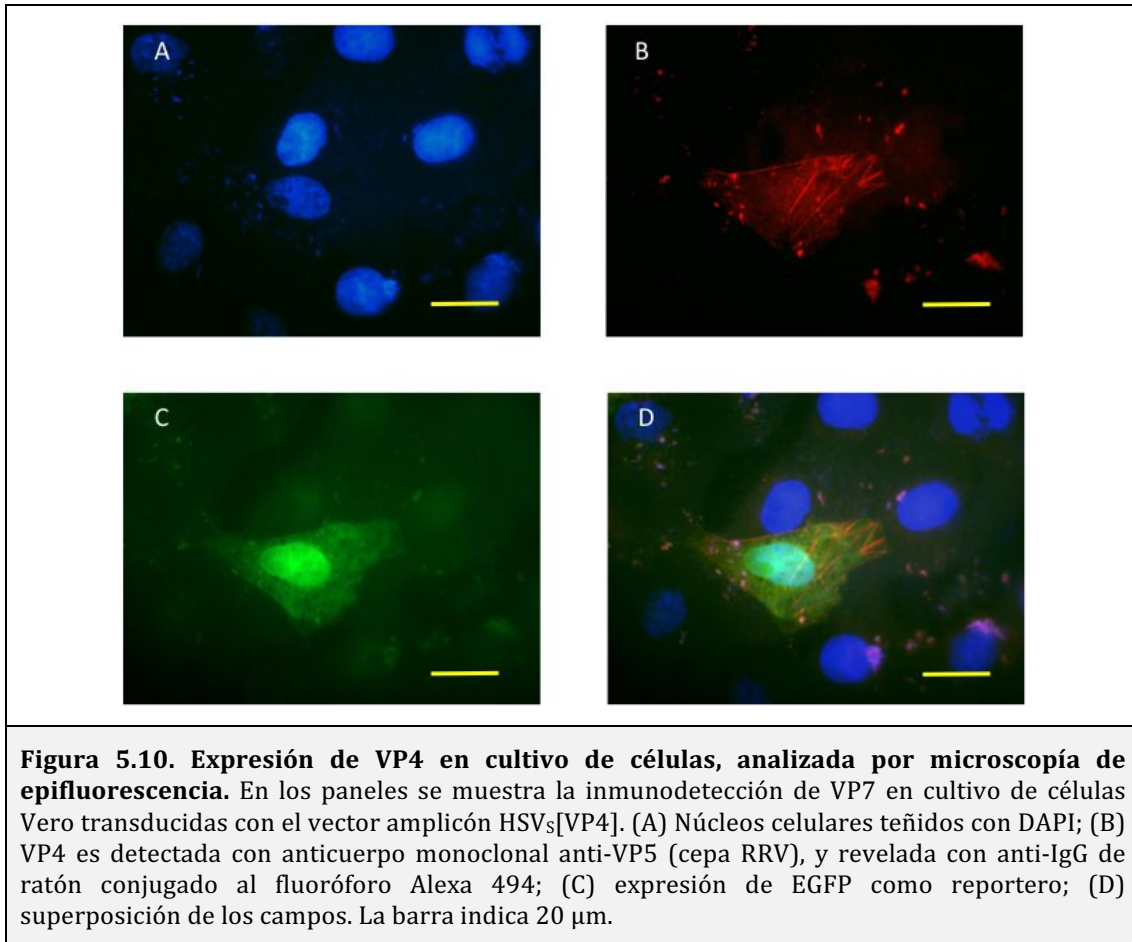 A
B
C
D
Figura 5.10. Expresión de VP4 en cultivo de células, analizada por microscopía de
epifluorescencia. En los paneles se muestra la inmunodetección de VP7 en cultivo de células
Vero transducidas con el vector amplicón HSVS[VP4]. (A) Núcleos celulares teñidos con DAPI; (B)
VP4 es detectada con anticuerpo monoclonal anti-VP5 (cepa RRV), y revelada con anti-IgG de
ratón conjugado al fluoróforo Alexa 494; (C) expresión de EGFP como reportero; (D)
superposición de los campos. La barra indica 20 μm.